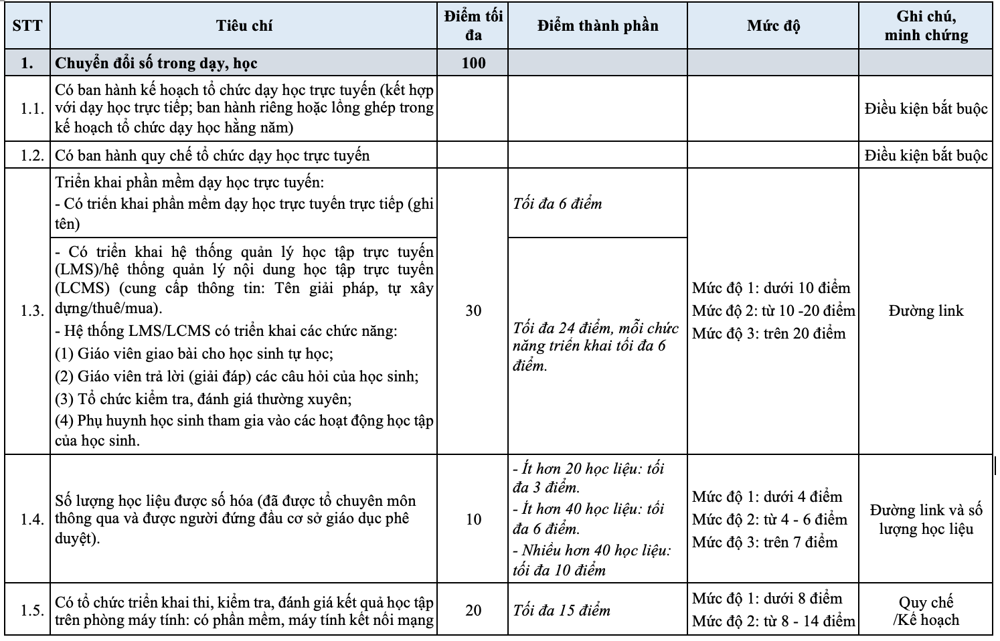 STT
Tiêu chí
Điểm tối
đa
Điểm thành phần
Mức độ
Ghi chú,
minh chứng
1.
Chuyển đổi số trong dạy, học
100
1.1.
Có ban hành kế hoạch tổ chức dạy học trực tuyến (kết hợp
với dạy học trực tiếp; ban hành riêng hoặc lồng ghép trong
kế hoạch tổ chức dạy học hằng năm)
Điều kiện bắt buộc
1.2.
Có ban hành quy chế tổ chức dạy học trực tuyến
Điều kiện bắt buộc
1.3.
Triển khai phần mềm dạy học trực tuyến:
- Có triển khai phần mềm dạy học trực tuyến trực tiếp (ghi
tên)
- Có triển khai hệ thống quản lý học tập trực tuyến
(LMS)/hệ thống quản lý nội dung học tập trực tuyến
(LCMS) (cung cấp thông tin: Tên giải pháp, tự xây
dựng/thuê/mua).
- Hệ thống LMS/LCMS có triển khai các chức năng:
(1) Giáo viên giao bài cho học sinh tự học;
(2) Giáo viên trả lời (giải đáp) các câu hỏi của học sinh;
(3) Tổ chức kiểm tra, đánh giá thường xuyên;
(4) Phụ huynh học sinh tham gia vào các hoạt động học tập
của học sinh.
30
Tối đa 6 điểm
Tối đa 24 điểm, mỗi chức
năng triển khai tối đa 6
điểm.
Mức độ 1: dưới 10 điểm
Mức độ 2: từ 10 -20 điểm
Mức độ 3: trên 20 điểm
Đường link
1.4.
Số lượng học liệu được số hóa (đã được tổ chuyên môn
thông qua và được người đứng đầu cơ sở giáo dục phê
duyệt).
10
- Ít hơn 20 học liệu: tối
đa 3 điểm.
- Ít hơn 40 học liệu: tối
đa 6 điểm.
- Nhiều hơn 40 học liệu:
tối đa 10 điểm
Mức độ 1: dưới 4 điểm
Mức độ 2: từ 4 - 6 điểm
Mức độ 3: trên 7 điểm
Đường link và số
lượng học liệu
1.5.
Có tổ chức triển khai thi, kiểm tra, đánh giá kết quả học tập
trên phòng máy tính: có phần mềm, máy tính kết nối mạng
20
Tối đa 15 điểm
Mức độ 1: dưới 8 điểm
Mức độ 2: từ 8 - 14 điểm
Quy chế
/Kế hoạch